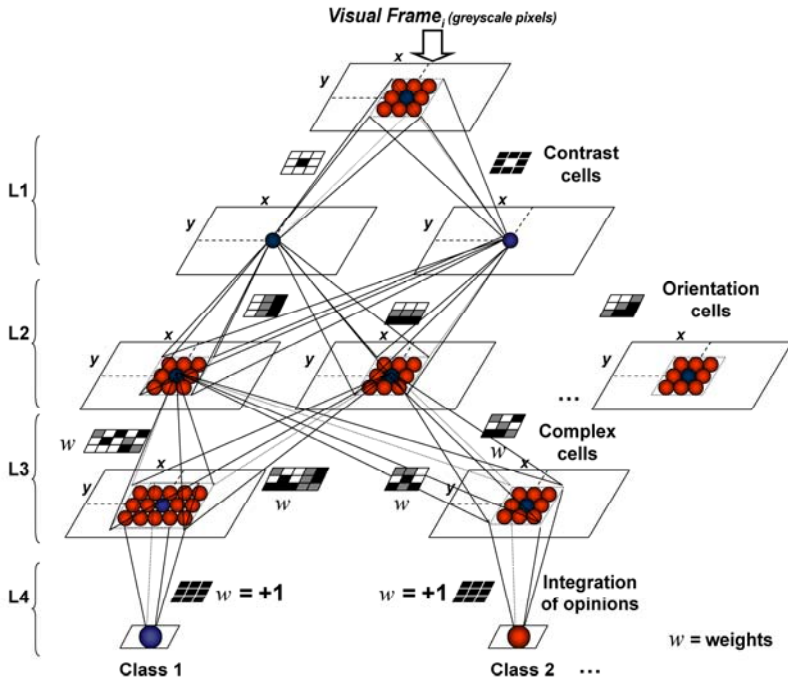 Visual Frame i (greyscale pixels)
x
y
Contrast
cells
L1
x
y
x
y
Orientation
cells
L2
x
y
x
y
x
y
...
w
Complex
cells
w
L3
x
y
w
w
x
y
L4
w = +1
w = +1
Integration
of opinions
Class 1
Class 2 ...
w = weights